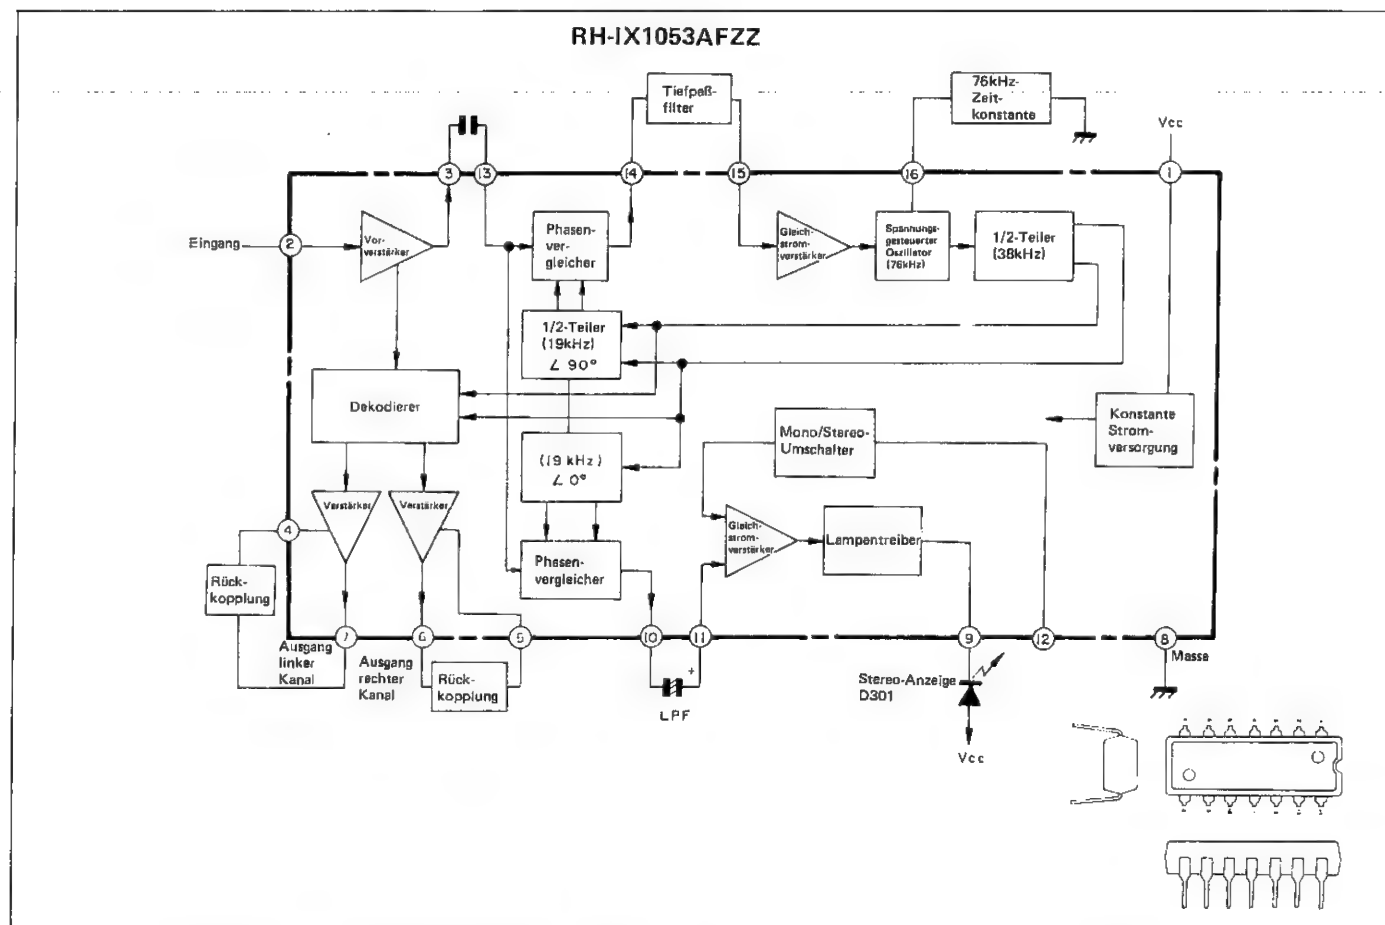 RH-IX1053AFZZ
Tiefpaß-
filter
76kHz-
Zeit-
konstante
Vcc
3
13
14
15
16
1
Eingang
2
Vor-
verstärker
Phasen-
ver-
gleicher
Gleich-
strom-
verstärker
Spannungs-
gesteuerter
Oszillator
(76kHz)
1/2-Teiler
(38kHz)
1/2-Teiler
(19kHz)
∠ 90°
Dekodierer
(19 kHz)
∠ 0°
Mono/Stereo-
Umschalter
Konstante
Strom-
versorgung
Verstärker
Verstärker
4
Gleich-
strom-
verstärker
Lampentreiber
Phasen-
vergleicher
Rück-
kopplung
7
6
5
10
11
9
12
8
Ausgang
linker
Kanal
Ausgang
rechter
Kanal
Rück-
kopplung
+
LPF
Stereo-Anzeige
D301
Masse
Vcc